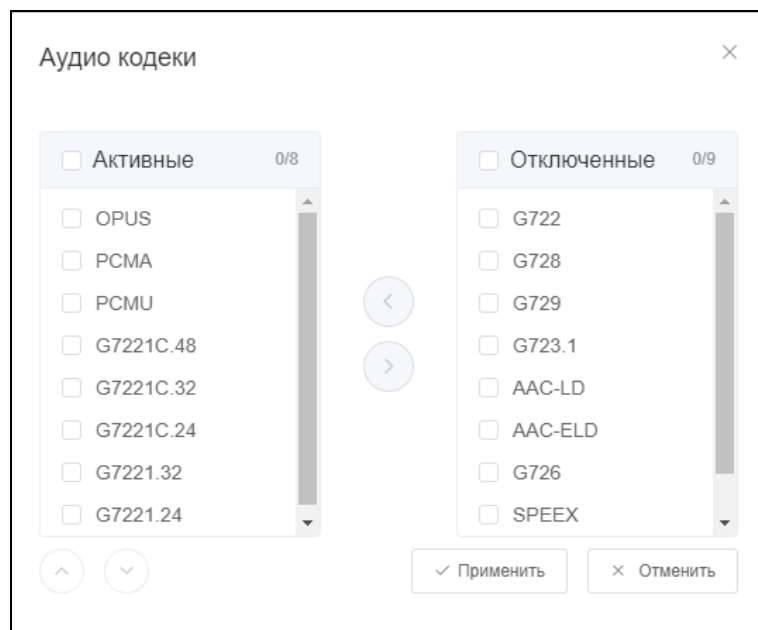 Аудио кодеки
Активные 0/8
OPUS
PCMA
PCMU
G7221C.48
G7221C.32
G7221C.24
G7221.32
G7221.24
Отключенные 0/9
G722
G728
G729
G723.1
AAC-LD
AAC-ELD
G726
SPEEX
Применить
Отменить